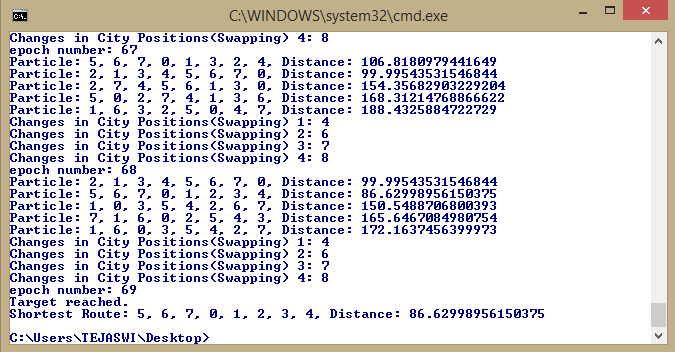 C:\WINDOWS\system32\cmd.exe
Changes in City Positions(Swapping) 4: 8
epoch number: 67
Particle: 5, 6, 7, 0, 1, 3, 2, 4, Distance: 106.8180979441649
Particle: 2, 1, 3, 4, 5, 6, 7, 0, Distance: 99.99543531546844
Particle: 2, 7, 4, 5, 6, 1, 3, 0, Distance: 154.35682903229204
Particle: 5, 0, 2, 7, 4, 1, 3, 6, Distance: 168.31214768866622
Particle: 1, 6, 3, 2, 5, 0, 4, 7, Distance: 188.4325884722729
Changes in City Positions(Swapping) 1: 4
Changes in City Positions(Swapping) 2: 6
Changes in City Positions(Swapping) 3: 7
Changes in City Positions(Swapping) 4: 8
epoch number: 68
Particle: 2, 1, 3, 4, 5, 6, 7, 0, Distance: 99.99543531546844
Particle: 5, 6, 7, 0, 1, 2, 3, 4, Distance: 86.62998956150375
Particle: 1, 0, 3, 5, 4, 2, 6, 7, Distance: 150.5488706800393
Particle: 7, 1, 6, 0, 2, 5, 4, 3, Distance: 165.6467084980754
Particle: 1, 6, 0, 3, 5, 4, 2, 7, Distance: 172.1637456399973
Changes in City Positions(Swapping) 1: 4
Changes in City Positions(Swapping) 2: 6
Changes in City Positions(Swapping) 3: 7
Changes in City Positions(Swapping) 4: 8
epoch number: 69
Target reached.
Shortest Route: 5, 6, 7, 0, 1, 2, 3, 4, Distance: 86.62998956150375
C:\Users\TEJASWI\Desktop>